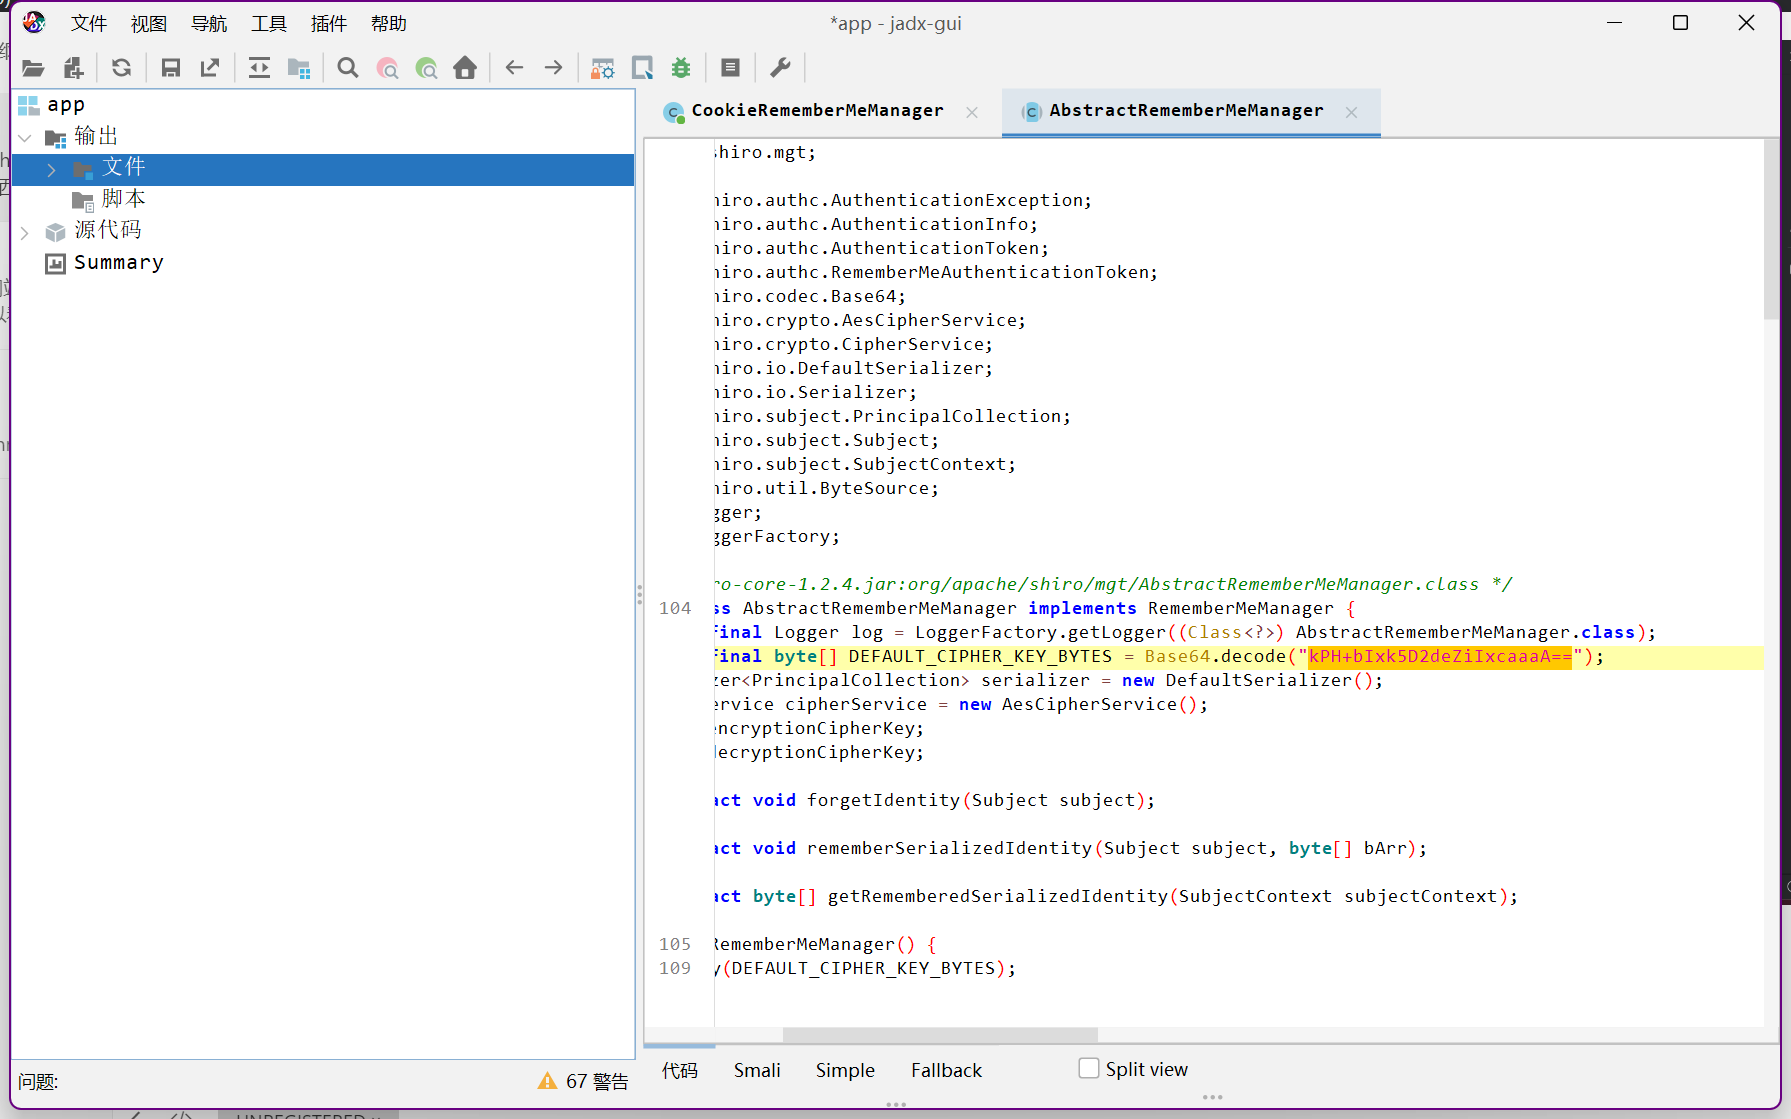 文件 视图 导航 工具 插件 帮助 *app - jadx-gui
app
输出
文件
脚本
源代码
Summary
CookieRememberMeManager AbstractRememberMeManager
shiro.mgt;
hiro.authc.AuthenticationException;
hiro.authc.AuthenticationInfo;
hiro.authc.AuthenticationToken;
hiro.authc.RememberMeAuthenticationToken;
hiro.codec.Base64;
hiro.crypto.AesCipherService;
hiro.crypto.CipherService;
hiro.io.DefaultSerializer;
hiro.io.Serializer;
hiro.subject.PrincipalCollection;
hiro.subject.Subject;
hiro.subject.SubjectContext;
hiro.util.ByteSource;
gger;
ggerFactory;
ro-core-1.2.4.jar:org/apache/shiro/mgt/AbstractRememberMeManager.class */
104 ss AbstractRememberMeManager implements RememberMeManager {
final Logger log = LoggerFactory.getLogger((Class<?>) AbstractRememberMeManager.class);
final byte[] DEFAULT_CIPHER_KEY_BYTES = Base64.decode("kPH+bIxk5D2deZiIxcaaaA==");
zer<PrincipalCollection> serializer = new DefaultSerializer();
ervice cipherService = new AesCipherService();
encryptionCipherKey;
decryptionCipherKey;
act void forgetIdentity(Subject subject);
act void rememberSerializedIdentity(Subject subject, byte[] bArr);
act byte[] getRememberedSerializedIdentity(SubjectContext subjectContext);
105 RememberMeManager() {
109 y(DEFAULT_CIPHER_KEY_BYTES);
代码 Smali Simple Fallback Split view
问题: 67 警告